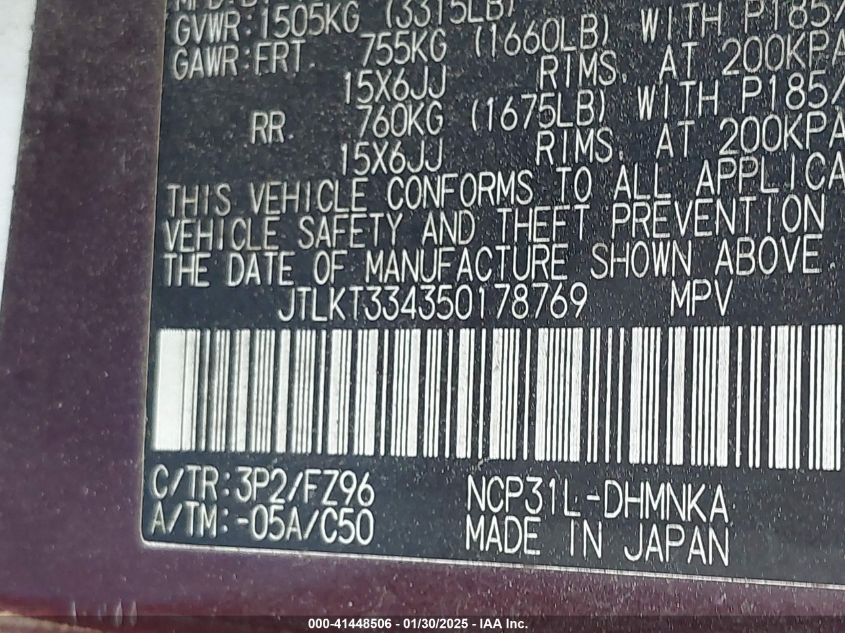 GVWR:1505KG (3315LB) WITH P185/
GAWR:FRT. 755KG (1660LB) RIMS, AT 200KPA
15X6JJ WITH P185/
RR. 760KG (1675LB) RIMS, AT 200KPA
15X6JJ
THIS VEHICLE CONFORMS TO ALL APPLICA
VEHICLE SAFETY AND THEFT PREVENTION
THE DATE OF MANUFACTURE SHOWN ABOVE.
JTLKT334350178769 MPV
C/TR:3P2/FZ96 NCP31L-DHMNKA
A/TM:-05A/C50 MADE IN JAPAN
000-41448506 - 01/30/2025 - IAA Inc.